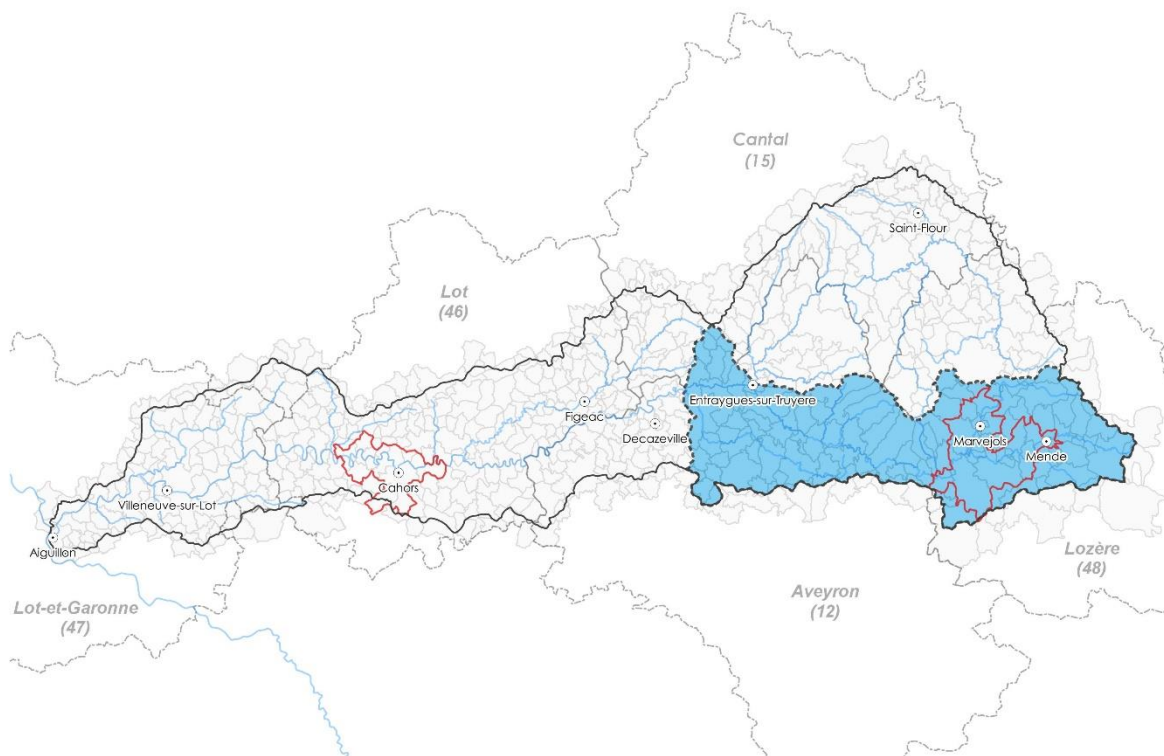 Cantal
(15)
Saint-Flour
Lot
(46)
Entraygues-sur-Truyere
Figeac
Decazeville
Marvejols
Mende
Cahors
Villeneuve-sur-Lot
Aiguillon
Lozère
(48)
Aveyron
(12)
Lot-et-Garonne
(47)